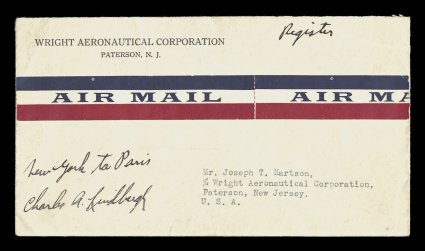 WRIGHT AERONAUTICAL CORPORATION
PATERSON, N. J.
Register
AIR MAIL AIR MA
New York to Paris
Charles A. Lindbergh
Mr. Joseph T. Hartson,
% Wright Aeronautical Corporation,
Paterson, New Jersey.
U. S. A.